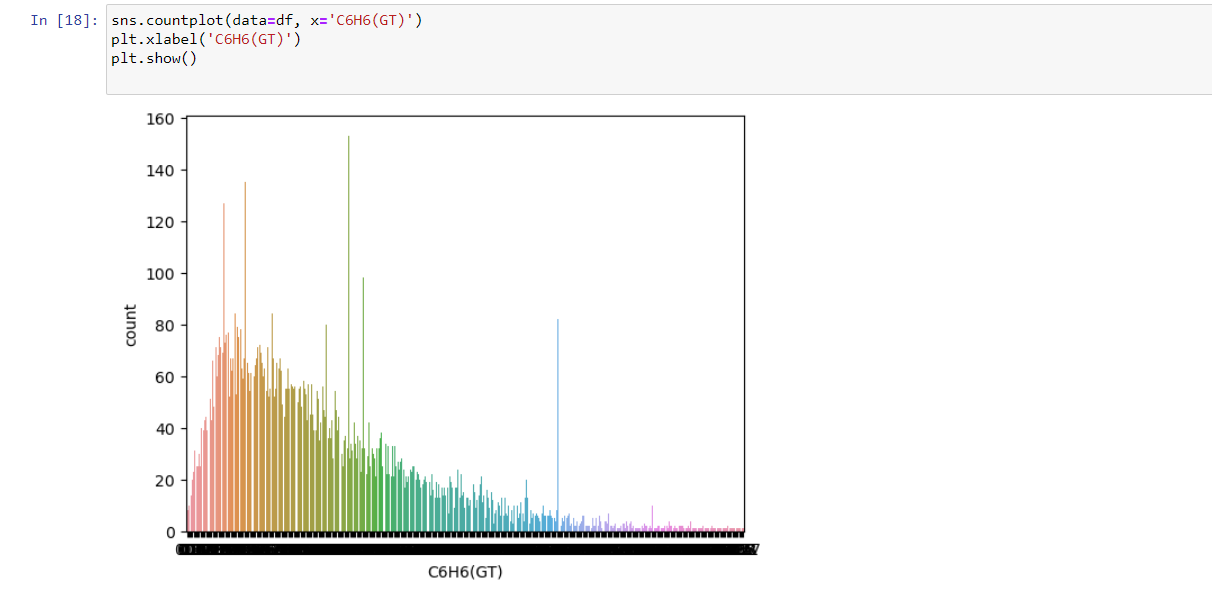 In [18]: sns.countplot(data=df, x='C6H6(GT)')
plt.xlabel('C6H6(GT)')
plt.show()
160
140
120
100
80
60
40
20
0
count
C6H6(GT)